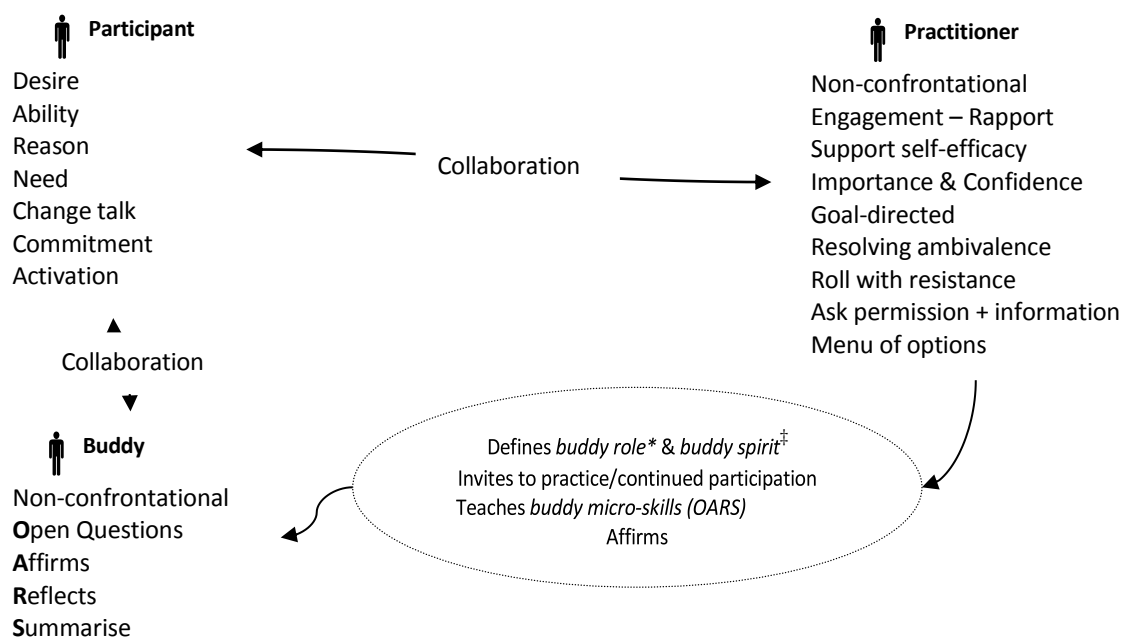 Participant
Desire
Ability
Reason
Need
Change talk
Commitment
Activation
Collaboration
Practitioner
Non-confrontational
Engagement – Rapport
Support self-efficacy
Importance & Confidence
Goal-directed
Resolving ambivalence
Roll with resistance
Ask permission + information
Menu of options
Collaboration
Buddy
Non-confrontational
Open Questions
Affirms
Reflects
Summarise
Defines buddy role* & buddy spirit‡
Invites to practice/continued participation
Teaches buddy micro-skills (OARS)
Affirms